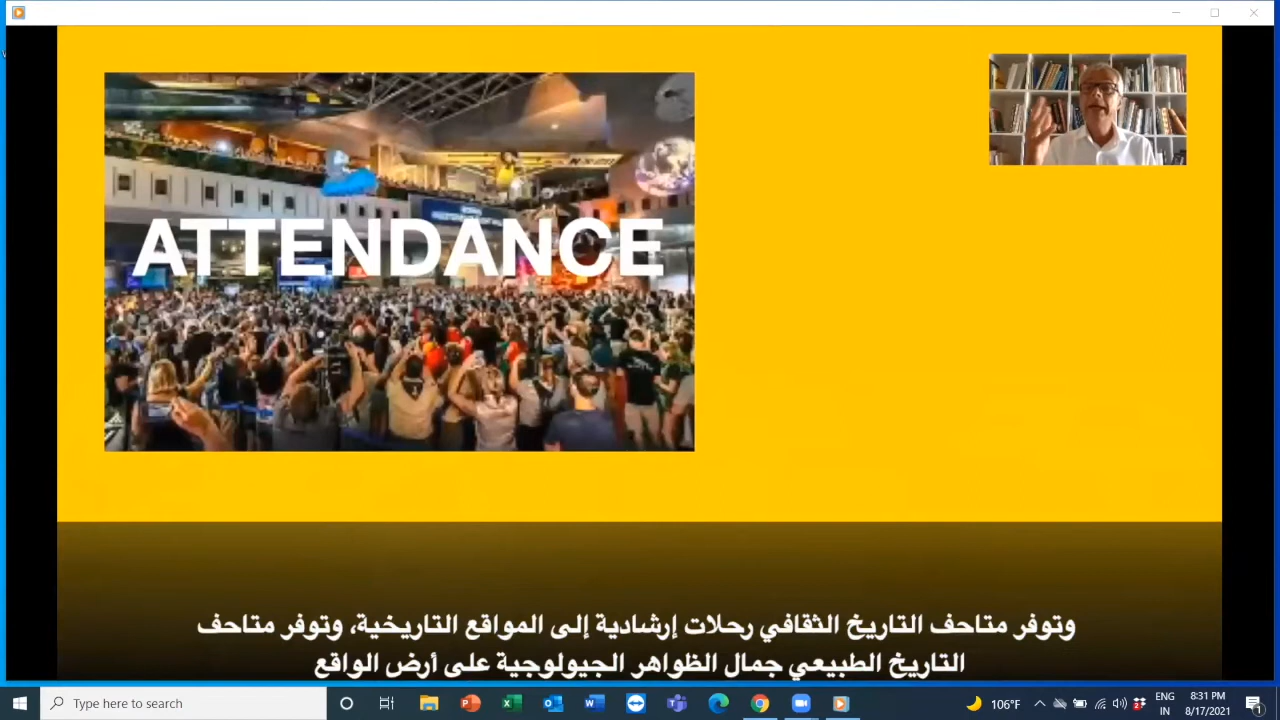 ATTENDANCE
وتوفر متاحف التاريخ الثقافي رحلات إرشادية إلى المواقع التاريخية، وتوفر متاحف
التاريخ الطبيعي جمال الظواهر الجيولوجية على أرض الواقع
Type here to search
106°F
ENG
IN
8:31 PM
8/17/2021